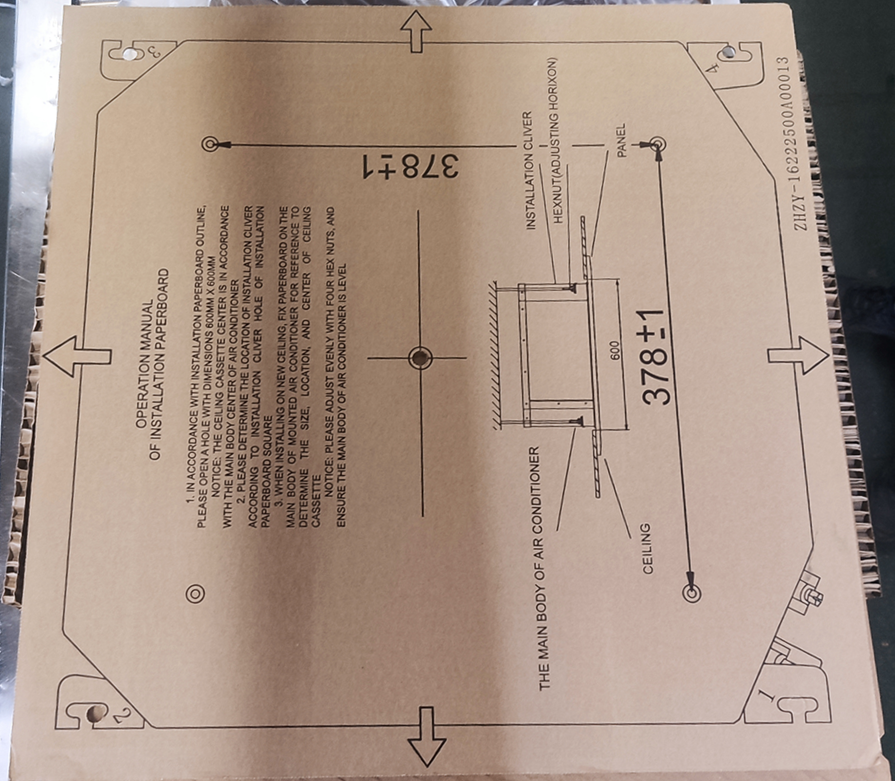 OPERATION MANUAL
OF INSTALLATION PAPERBOARD
1. IN ACCORDANCE WITH INSTALLATION PAPERBOARD OUTLINE,
PLEASE OPEN A HOLE WITH DIMENSIONS 600MM X 600MM
NOTICE: THE CEILING CASSETTE CENTER IS IN ACCORDANCE
WITH THE MAIN BODY CENTER OF AIR CONDITIONER
2. PLEASE DETERMINE THE LOCATION OF INSTALLATION CLIVER
ACCORDING TO INSTALLATION CLIVER HOLE OF INSTALLATION
PAPERBOARD SQUARE
3. WHEN INSTALLING ON NEW CEILING, FIX PAPERBOARD ON THE
MAIN BODY OF MOUNTED AIR CONDITIONER FOR REFERENCE TO
DETERMINE THE SIZE, LOCATION, AND CENTER OF CEILING
CASSETTE
NOTICE: PLEASE ADJUST EVENLY WITH FOUR HEX NUTS, AND
ENSURE THE MAIN BODY OF AIR CONDITIONER IS LEVEL
378±1
INSTALLATION CLIVER
HEXNUT(ADJUSTING HORIXON)
PANEL
600
378±1
THE MAIN BODY OF AIR CONDITIONER
CEILING
ZHZY-16222500A00013
1
2
3
4